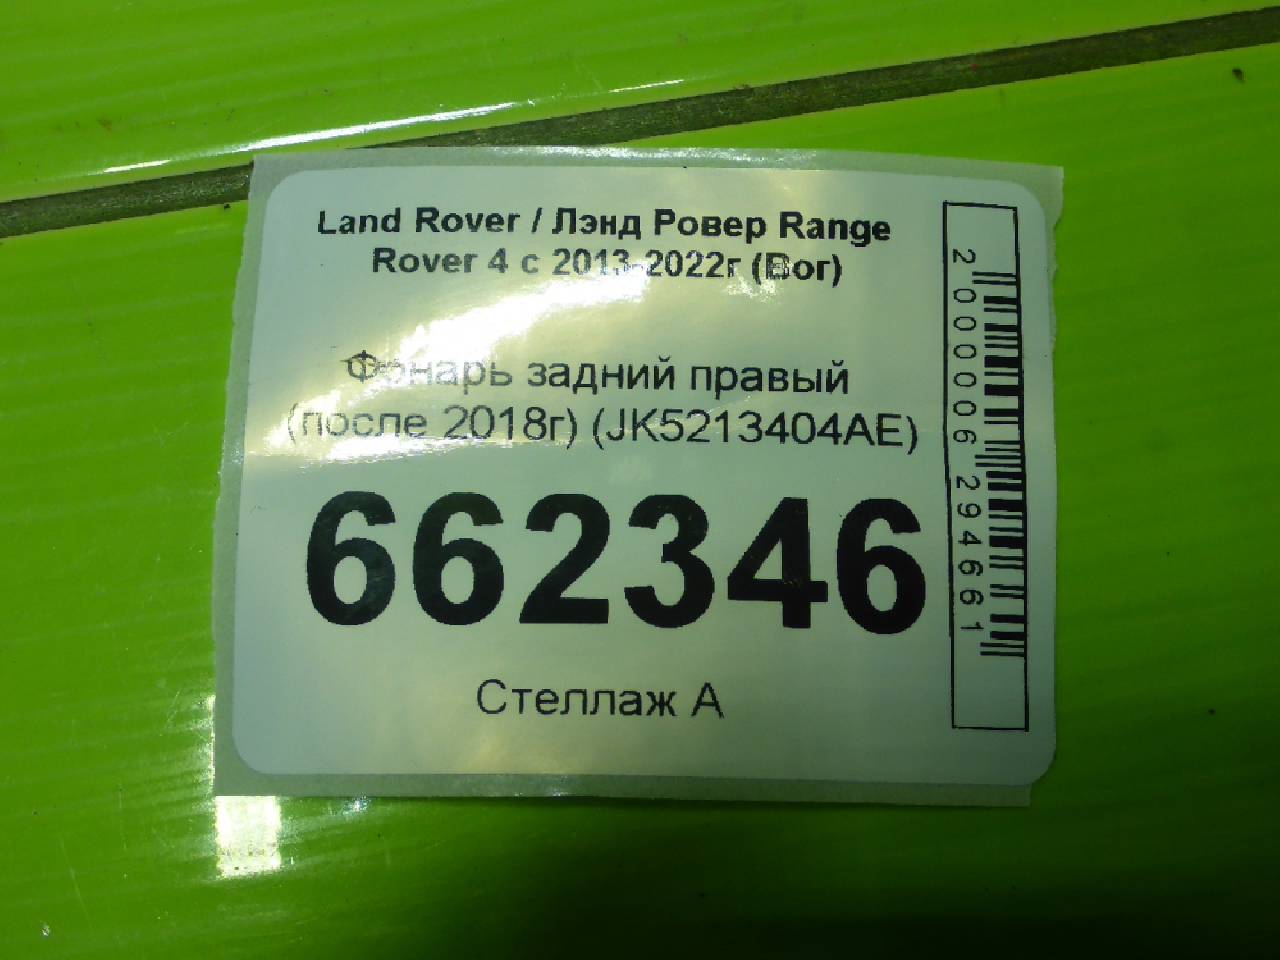 Land Rover / Лэнд Ровер Range
Rover 4 с 2013-2022г (Вог)
Фонарь задний правый
(после 2018г) (JK5213404AE)
662346
Стеллаж А
2000006294661